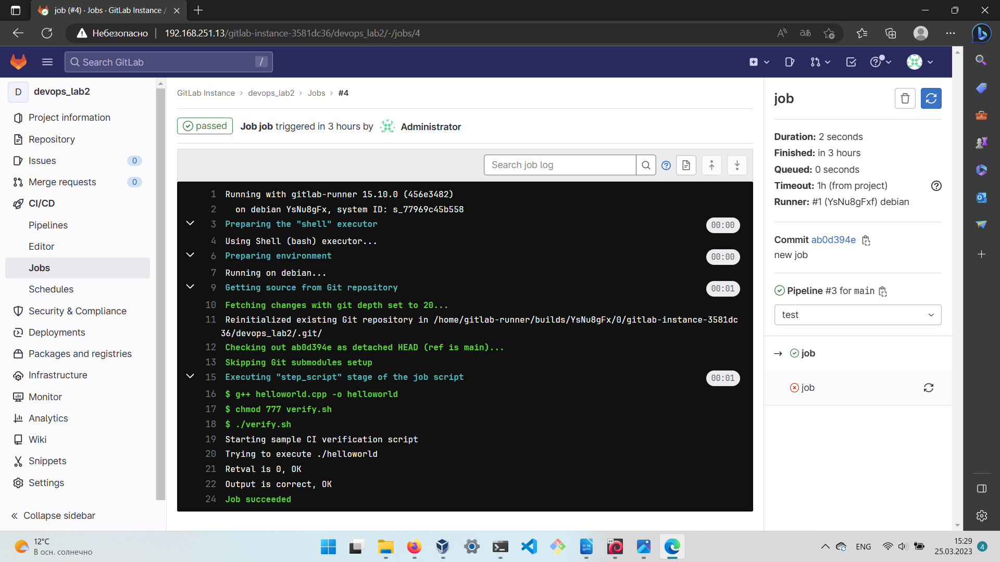 job (#4) · Jobs · GitLab Instance /
Небезопасно
192.168.251.13/gitlab-instance-3581dc36/devops_lab2/-/jobs/4
Search GitLab
/
D
devops_lab2
Project information
Repository
Issues
0
Merge requests
0
CI/CD
Pipelines
Editor
Jobs
Schedules
Security & Compliance
Deployments
Packages and registries
Infrastructure
Monitor
Analytics
Wiki
Snippets
Settings
Collapse sidebar
GitLab Instance > devops_lab2 > Jobs > #4
passed
Job job triggered in 3 hours by Administrator
Search job log
1 Running with gitlab-runner 15.10.0 (456e3482)
2 on debian YsNu8gFx, system ID: s_77969c45b558
3 Preparing the "shell" executor
00:00
4 Using Shell (bash) executor...
6 Preparing environment
00:00
7 Running on debian...
9 Getting source from Git repository
00:01
10 Fetching changes with git depth set to 20...
11 Reinitialized existing Git repository in /home/gitlab-runner/builds/YsNu8gFx/0/gitlab-instance-3581dc
36/devops_lab2/.git/
12 Checking out ab0d394e as detached HEAD (ref is main)...
13 Skipping Git submodules setup
15 Executing "step_script" stage of the job script
00:01
16 $ g++ helloworld.cpp -o helloworld
17 $ chmod 777 verify.sh
18 $ ./verify.sh
19 Starting sample CI verification script
20 Trying to execute ./helloworld
21 Retval is 0, OK
22 Output is correct, OK
24 Job succeeded
job
Duration: 2 seconds
Finished: in 3 hours
Queued: 0 seconds
Timeout: 1h (from project)
Runner: #1 (YsNu8gFxf) debian
Commit ab0d394e
new job
Pipeline #3 for main
test
→ job
job
12°C
В осн. солнечно
64
ENG
15:29
25.03.2023
4